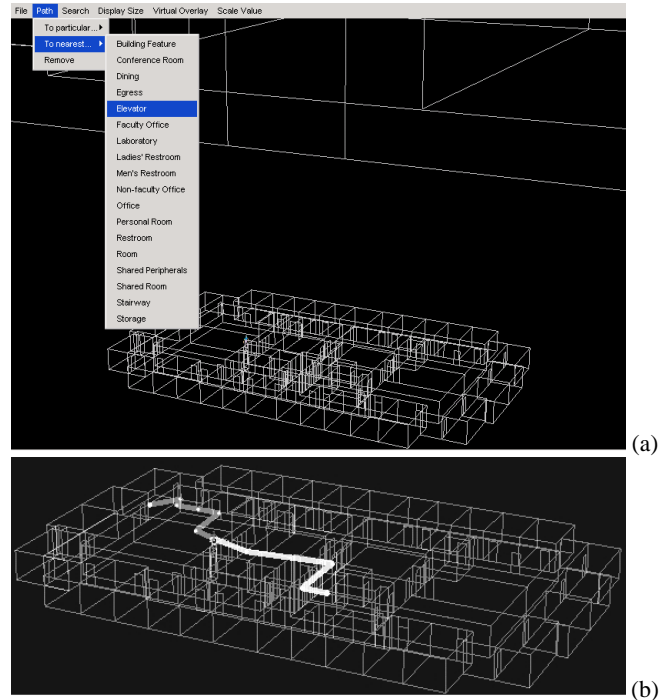 File Path Search Display Size Virtual Overlay Scale Value
To particular...
To nearest...
Remove
Building Feature
Conference Room
Dining
Egress
Elevator
Faculty Office
Laboratory
Ladies' Restroom
Men's Restroom
Non-faculty Office
Office
Personal Room
Restroom
Room
Shared Peripherals
Shared Room
Stairway
Storage
(a)
(b)